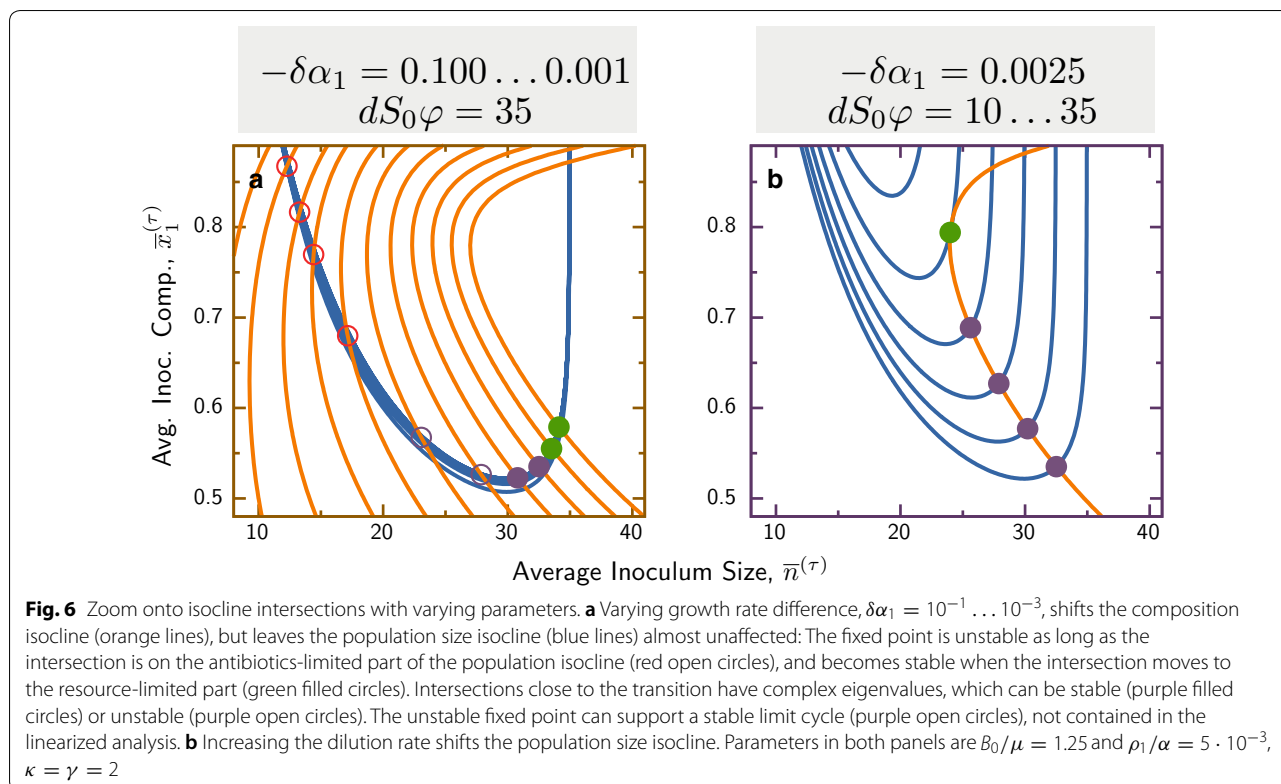 −δα₁ = 0.100 … 0.001
dS₀φ = 35
−δα₁ = 0.0025
dS₀φ = 10 … 35
a
b
Avg. Inoc. Comp., x̅₁^(τ)
0.8
0.7
0.6
0.5
10 20 30 40
0.8
0.7
0.6
0.5
10 20 30 40
Average Inoculum Size, n̅^(τ)
Fig. 6 Zoom onto isocline intersections with varying parameters. a Varying growth rate difference, δα₁ = 10⁻¹ … 10⁻³, shifts the composition
isocline (orange lines), but leaves the population size isocline (blue lines) almost unaffected: The fixed point is unstable as long as the
intersection is on the antibiotics-limited part of the population isocline (red open circles), and becomes stable when the intersection moves to
the resource-limited part (green filled circles). Intersections close to the transition have complex eigenvalues, which can be stable (purple filled
circles) or unstable (purple open circles). The unstable fixed point can support a stable limit cycle (purple open circles), not contained in the
linearized analysis. b Increasing the dilution rate shifts the population size isocline. Parameters in both panels are B₀/μ = 1.25 and ρ₁/α = 5 · 10⁻³,
κ = γ = 2